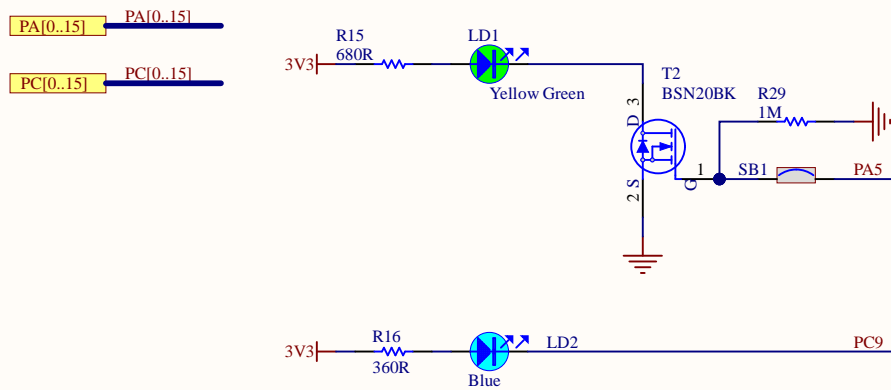 PA[0..15]
PA[0..15]
PC[0..15]
PC[0..15]
3V3
R15
680R
LD1
Yellow Green
T2
BSN20BK
D
3
S
2
G
1
R29
1M
SB1
PA5
3V3
R16
360R
LD2
Blue
PC9